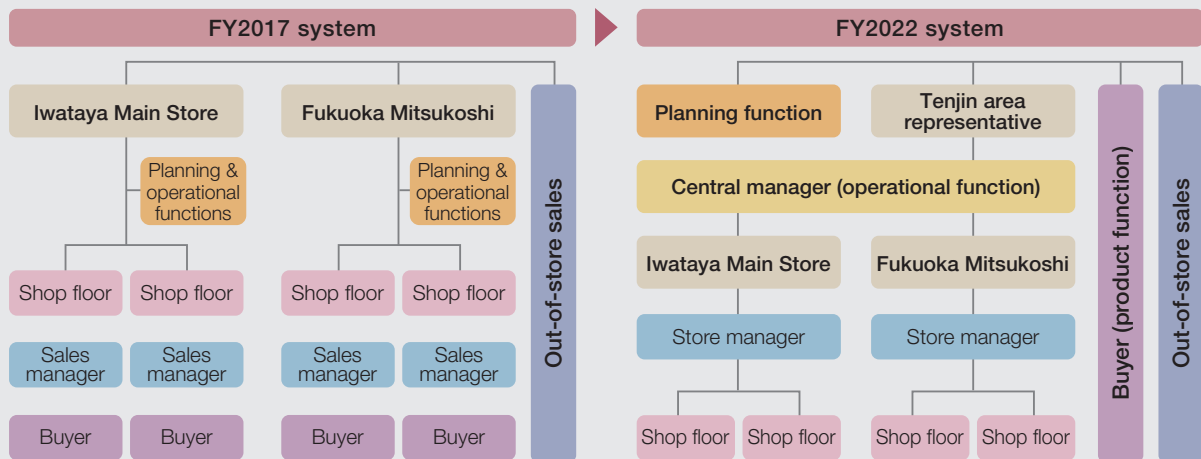 FY2017 system
Iwataya Main Store
Fukuoka Mitsukoshi
Planning &
operational
functions
Planning &
operational
functions
Shop floor
Shop floor
Shop floor
Shop floor
Sales
manager
Sales
manager
Sales
manager
Sales
manager
Buyer
Buyer
Buyer
Buyer
Out-of-store sales
FY2022 system
Planning function
Tenjin area
representative
Central manager (operational function)
Iwataya Main Store
Fukuoka Mitsukoshi
Store manager
Store manager
Shop floor
Shop floor
Shop floor
Shop floor
Buyer (product function)
Out-of-store sales